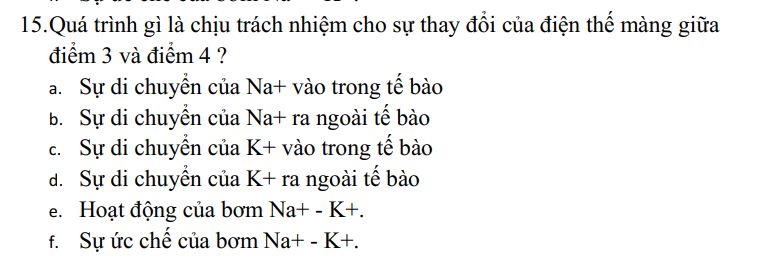 15.Quá trình gì là chịu trách nhiệm cho sự thay đổi của điện thế màng giữa
điểm 3 và điểm 4 ?
a. Sự di chuyển của Na+ vào trong tế bào
b. Sự di chuyển của Na+ ra ngoài tế bào
c. Sự di chuyển của K+ vào trong tế bào
d. Sự di chuyển của K+ ra ngoài tế bào
e. Hoạt động của bơm Na+ - K+.
f. Sự ức chế của bơm Na+ - K+.